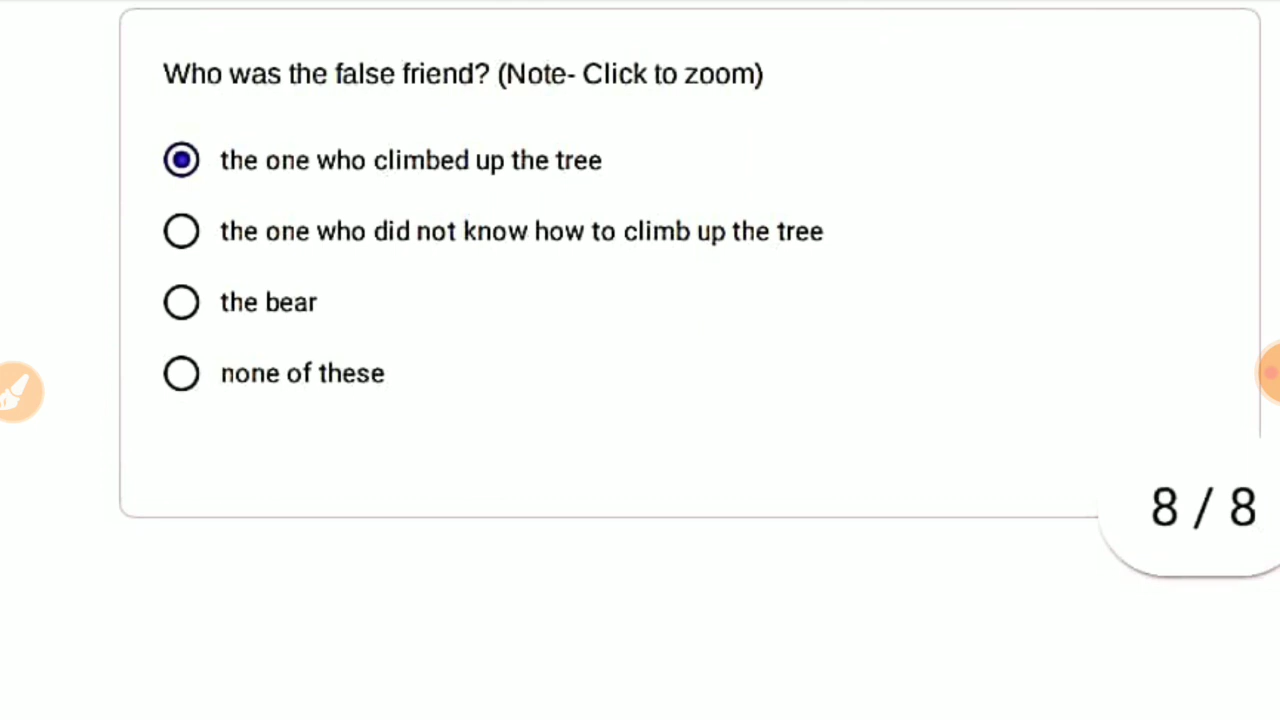 Who was the false friend? (Note- Click to zoom)
the one who climbed up the tree
the one who did not know how to climb up the tree
the bear
none of these
8 / 8